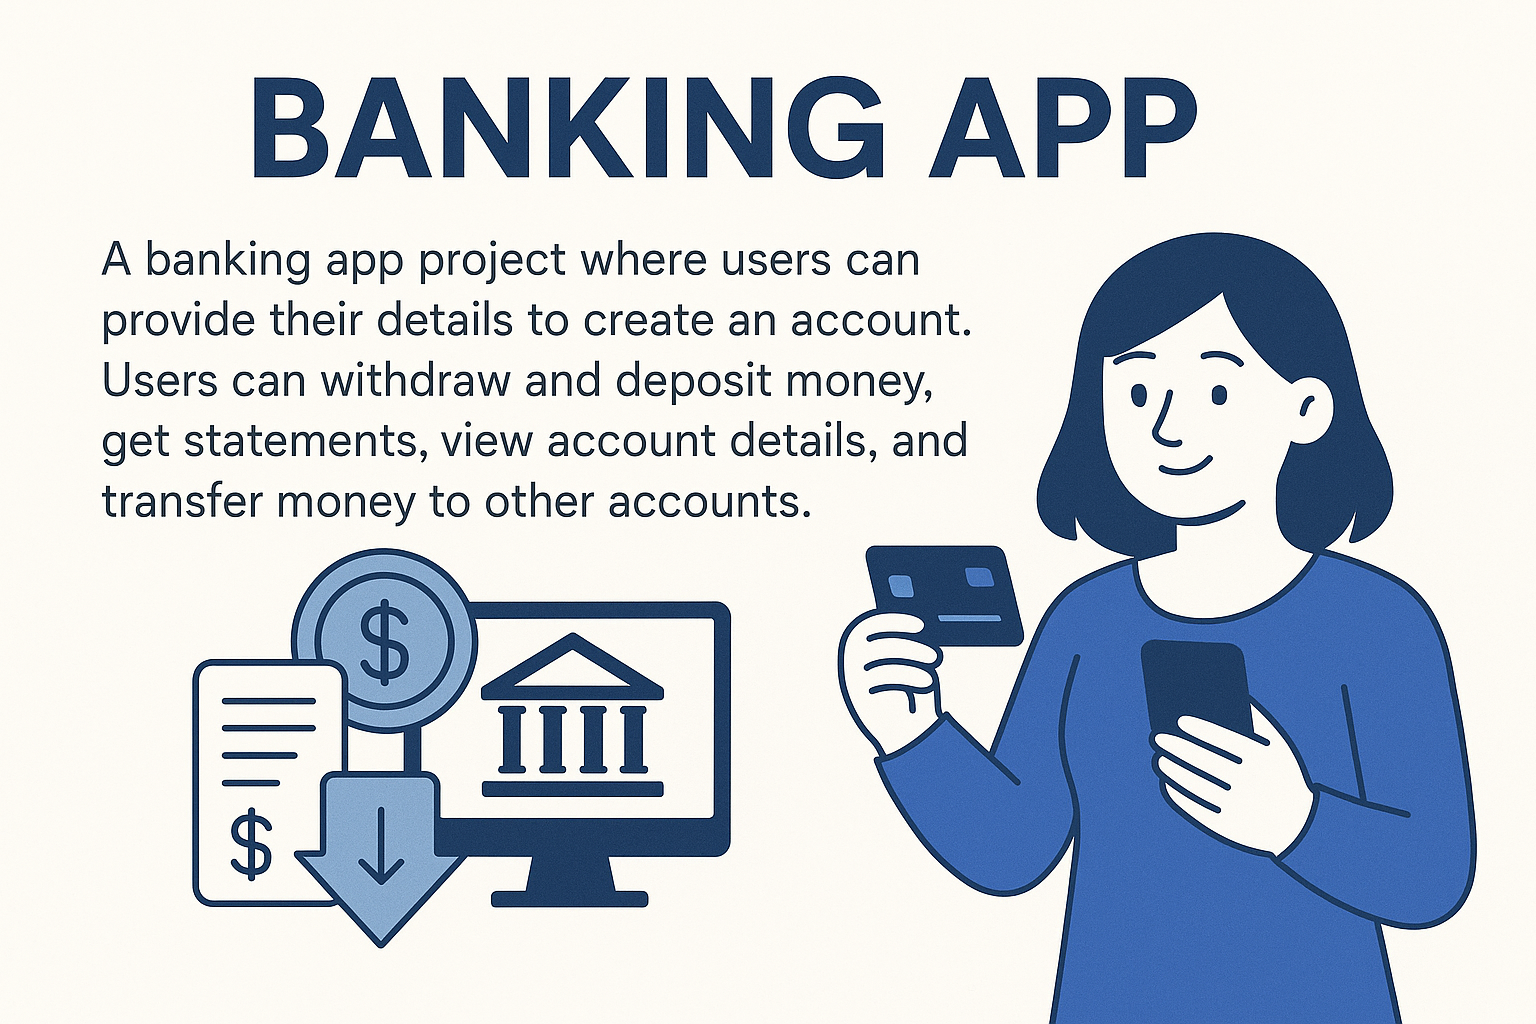 BANKING APP
A banking app project where users can
provide their details to create an account.
Users can withdraw and deposit money,
get statements, view account details, and
transfer money to other accounts.
$
$